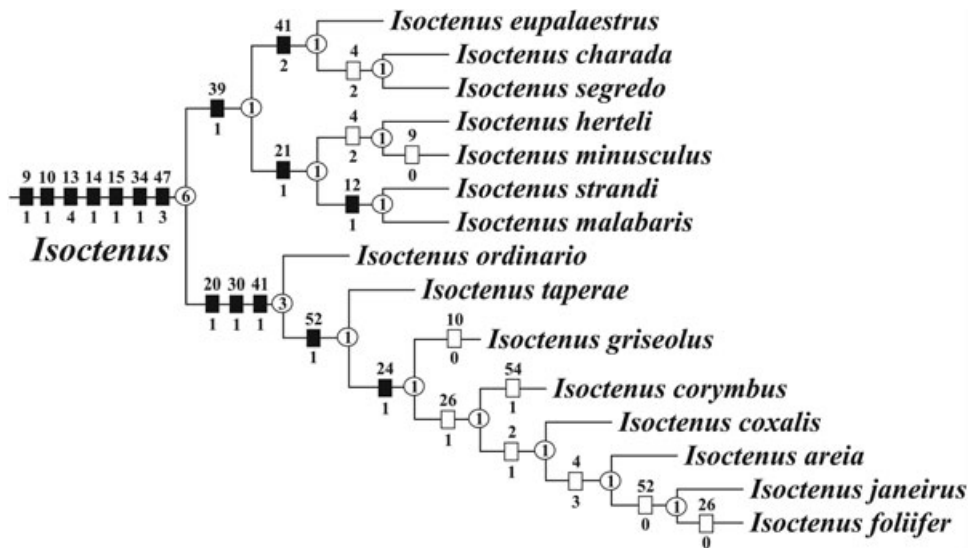 41
Isoctenus eupalaestrus
1
2
4
Isoctenus charada
1
2
Isoctenus segredo
39
1
1
4
Isoctenus herteli
1
2
9
Isoctenus minusculus
0
21
1
1
12
Isoctenus strandi
1
1
Isoctenus malabaris
9 10 13 14 15 34 47
6
1 1 4 1 1 1 3
Isoctenus
Isoctenus ordinario
20 30 41
3
1 1 1
Isoctenus taperae
52
1
1
10
Isoctenus griseolus
0
24
1
1
54
Isoctenus corymbus
1
26
1
1
Isoctenus coxalis
2
1
1
Isoctenus areia
4
1
3
Isoctenus janeirus
52
1
0
26
Isoctenus foliifer
0